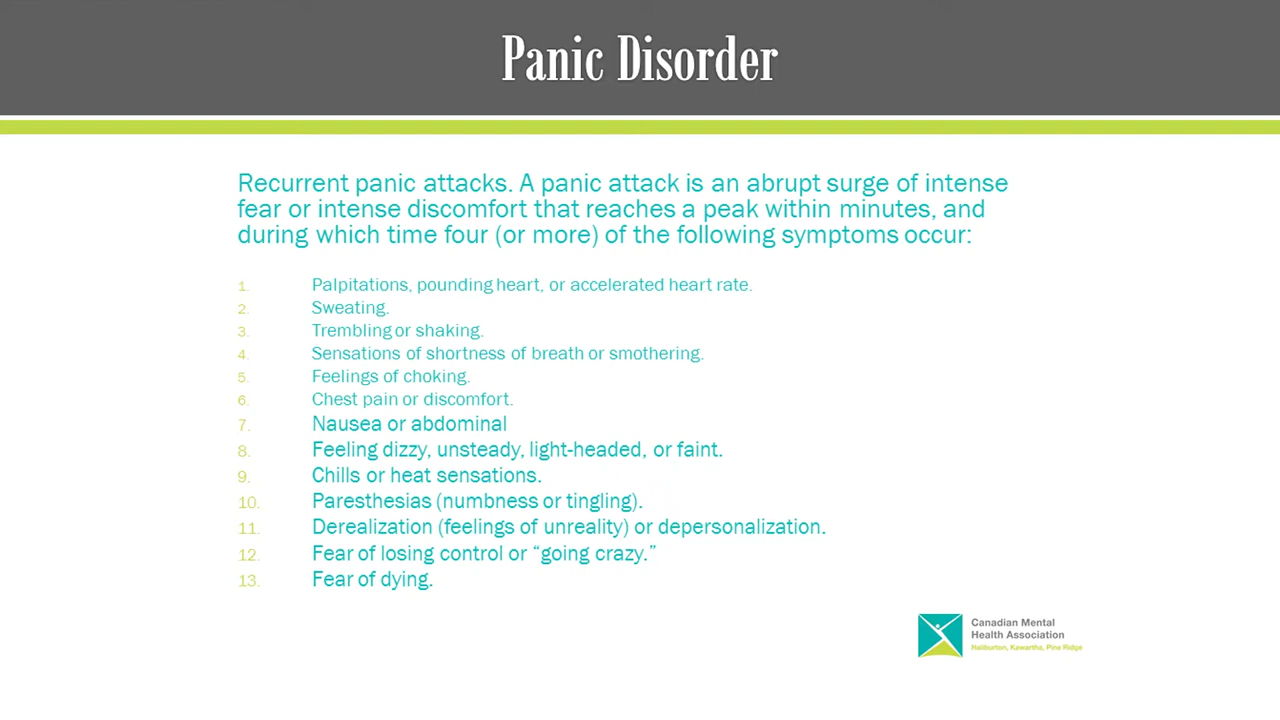 Panic Disorder
Recurrent panic attacks. A panic attack is an abrupt surge of intense
fear or intense discomfort that reaches a peak within minutes, and
during which time four (or more) of the following symptoms occur:
1. Palpitations, pounding heart, or accelerated heart rate.
2. Sweating.
3. Trembling or shaking.
4. Sensations of shortness of breath or smothering.
5. Feelings of choking.
6. Chest pain or discomfort.
7. Nausea or abdominal
8. Feeling dizzy, unsteady, light-headed, or faint.
9. Chills or heat sensations.
10. Paresthesias (numbness or tingling).
11. Derealization (feelings of unreality) or depersonalization.
12. Fear of losing control or “going crazy.”
13. Fear of dying.
Canadian Mental
Health Association
Haliburton, Kawartha, Pine Ridge